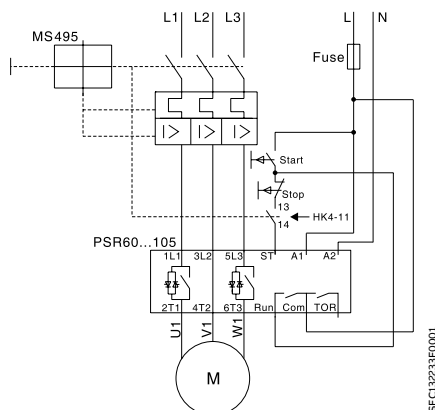 L1 L2 L3 L N
MS495
Fuse
I> I> I>
Start
Stop
13
HK4-11
14
PSR60...105
1L1 3L2 5L3 ST A1 A2
2T1 4T2 6T3 Run Com TOR
U1 V1 W1
M